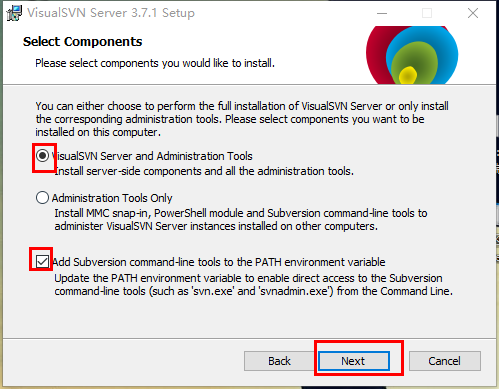 VisualSVN Server 3.7.1 Setup
Select Components
Please select components you would like to install.
You can either choose to perform the full installation of VisualSVN Server or only install
the corresponding administration tools. Please select components you want to be
installed on this computer.
VisualSVN Server and Administration Tools
Install server-side components and all the administration tools.
Administration Tools Only
Install MMC snap-in, PowerShell module and Subversion command-line tools to
administer VisualSVN Server instances installed on other computers.
Add Subversion command-line tools to the PATH environment variable
Update the PATH environment variable to enable direct access to the Subversion
command-line tools (such as 'svn.exe' and 'svnadmin.exe') from the Command Line.
Back Next Cancel